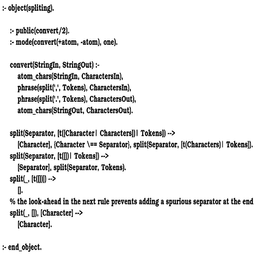 :- object(spliting).
:- public(convert/2).
:- mode(convert(+atom, -atom), one).
convert(StringIn, StringOut) :-
atom_chars(StringIn, CharactersIn),
phrase(split(',', Tokens), CharactersIn),
phrase(split('.', Tokens), CharactersOut),
atom_chars(StringOut, CharactersOut).
split(Separator, [t([Character| Characters])| Tokens]) -->
[Character], {Character \== Separator}, split(Separator, [t(Characters)| Tokens]).
split(Separator, [t([])| Tokens]) -->
[Separator], split(Separator, Tokens).
split(_, [t([])]) -->
[].
% the look-ahead in the next rule prevents adding a spurious separator at the end
split(_, []), [Character] -->
[Character].
:- end_object.